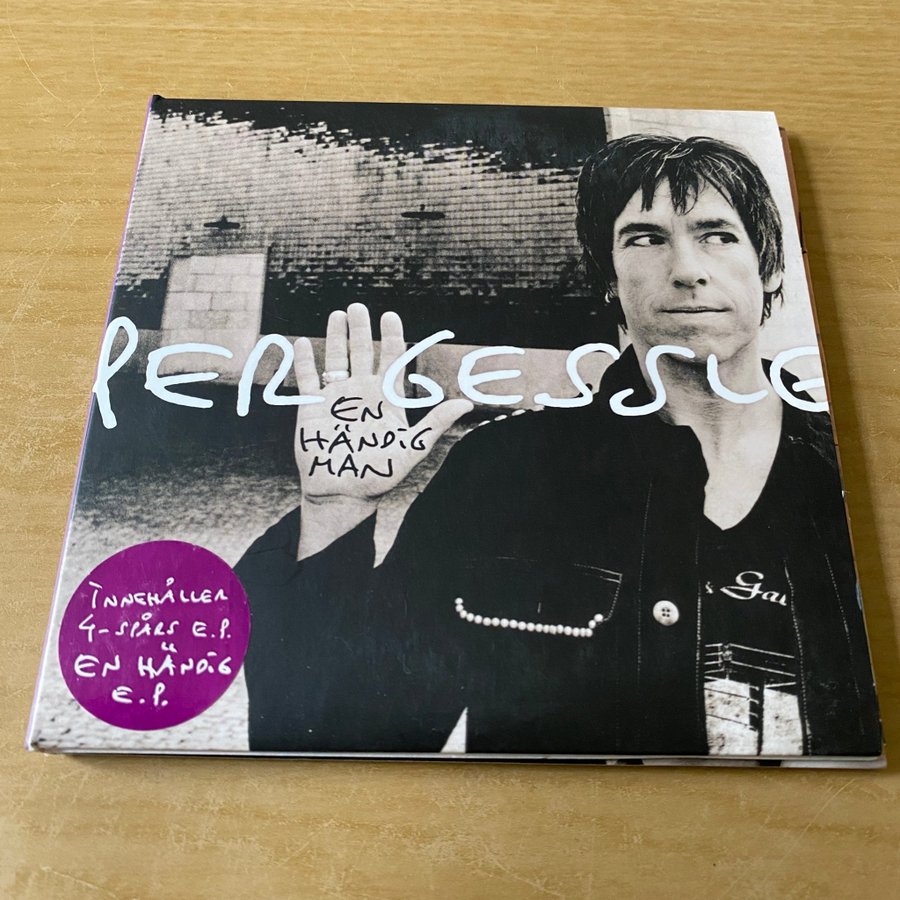 PER GESSLE
EN
HÄNDIG
MAN
INNEHÅLLER
4-SPÅRS E.P.
EN HÄNDIG
E.P.